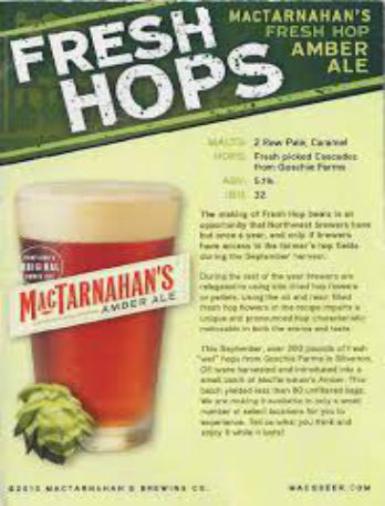 FRESH
HOPS
MACTARNAHAN'S
FRESH HOP
AMBER
ALE
MALTS: 2 Row Pale, Caramel
HOPS: Fresh picked Cascades
from Goschie Farms
ABV: 5.1%
IBU: 32
The making of Fresh Hop beers is an
opportunity that Northwest brewers have
but once a year, and only if brewers
have access to the farmer's hop fields
during the September harvest.
During the rest of the year brewers are
relegated to using kiln dried hop flowers
or pellets. Using the oil and resin filled
fresh hop flowers in the recipe imparts a
unique and pronounced hop characteristic
noticeable in both the aroma and taste.
This September, over 200 pounds of fresh
"wet" hops from Goschie Farms in Silverton,
OR were harvested and introduced into a
small batch of MacTarnahan's Amber. This
batch yielded less than 80 unfiltered kegs.
We are making it available in only a small
number of select locations for you to
experience. Tell us what you think and
enjoy it while it lasts!
ORIGINAL
MACTARNAHAN'S
AMBER ALE
©2010 MACTARNAHAN'S BREWING CO.
MACSBEER.COM